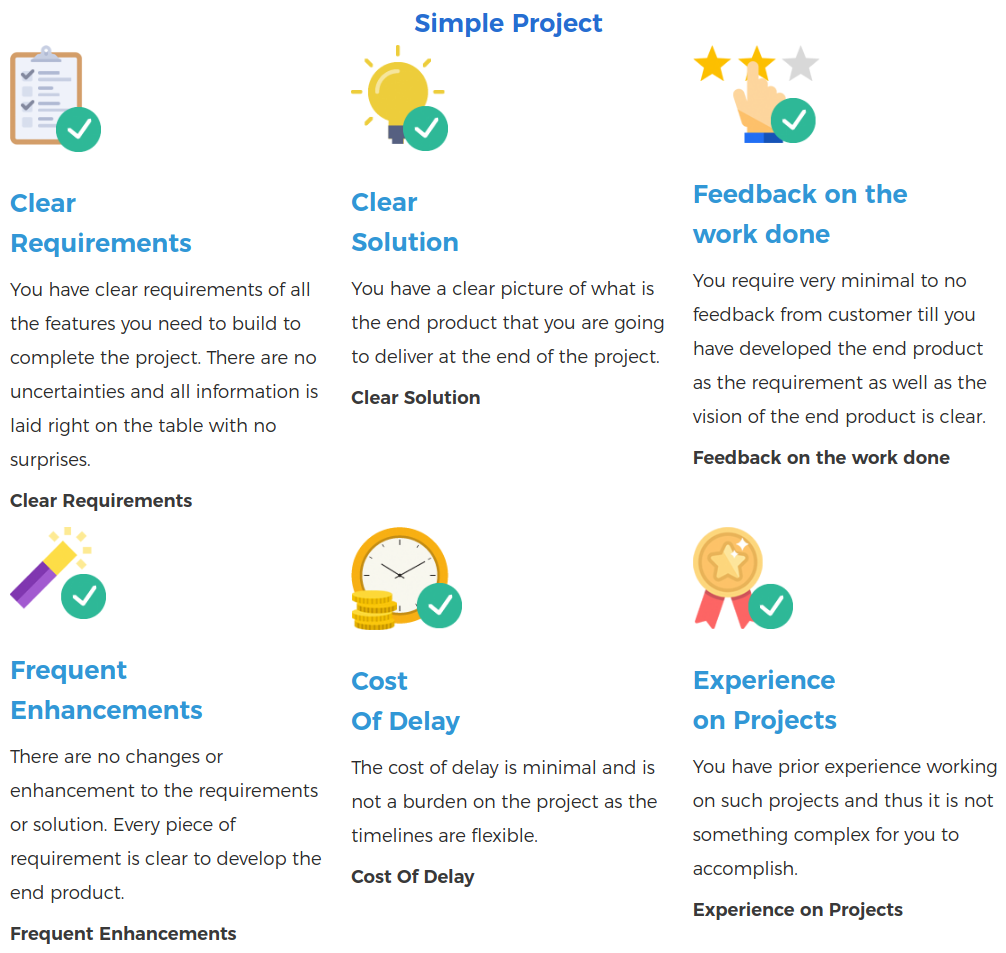 Simple Project
Clear
Requirements
You have clear requirements of all
the features you need to build to
complete the project. There are no
uncertainties and all information is
laid right on the table with no
surprises.
Clear Requirements
Clear
Solution
You have a clear picture of what is
the end product that you are going
to deliver at the end of the project.
Clear Solution
Feedback on the
work done
You require very minimal to no
feedback from customer till you
have developed the end product
as the requirement as well as the
vision of the end product is clear.
Feedback on the work done
Frequent
Enhancements
There are no changes or
enhancement to the requirements
or solution. Every piece of
requirement is clear to develop the
end product.
Frequent Enhancements
Cost
Of Delay
The cost of delay is minimal and is
not a burden on the project as the
timelines are flexible.
Cost Of Delay
Experience
on Projects
You have prior experience working
on such projects and thus it is not
something complex for you to
accomplish.
Experience on Projects